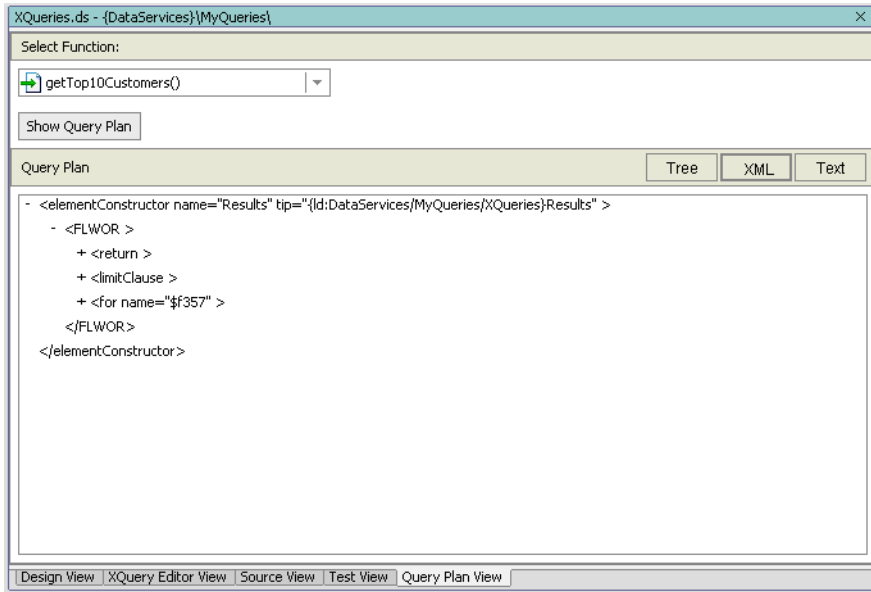 XQueries.ds - {DataServices}\MyQueries\
Select Function:
getTop10Customers()
Show Query Plan
Query Plan Tree XML Text
- <elementConstructor name="Results" tip="{ld:DataServices/MyQueries/XQueries}Results" >
- <FLWOR >
+ <return >
+ <limitClause >
+ <for name="$f357" >
</FLWOR>
</elementConstructor>
Design View XQuery Editor View Source View Test View Query Plan View